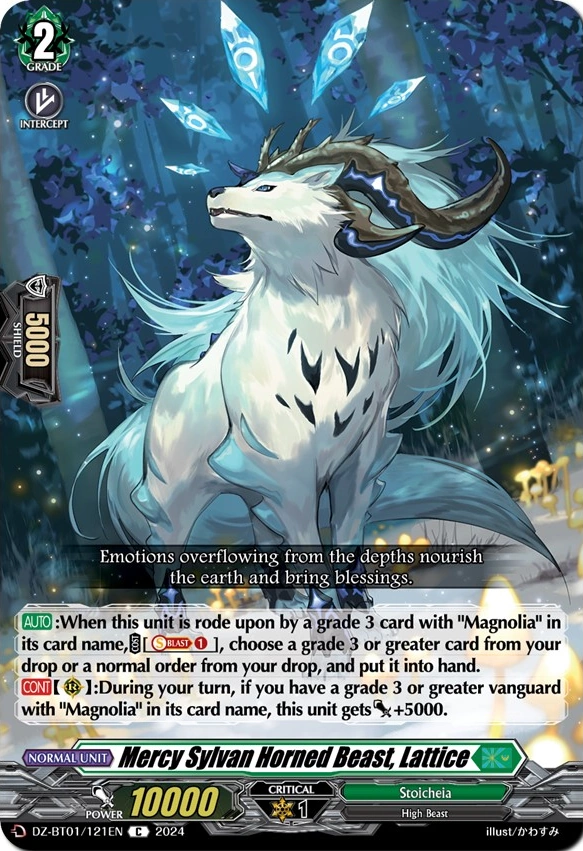 2
GRADE
INTERCEPT
5000
SHIELD
Emotions overflowing from the depths nourish
the earth and bring blessings.
AUTO:When this unit is rode upon by a grade 3 card with "Magnolia" in
its card name, [S BLAST 1], choose a grade 3 or greater card from your
drop or a normal order from your drop, and put it into hand.
CONT【 R 】:During your turn, if you have a grade 3 or greater vanguard
with "Magnolia" in its card name, this unit gets +5000.
NORMAL UNIT Mercy Sylvan Horned Beast, Lattice
POWER 10000 CRITICAL 1 Stoicheia
High Beast
D DZ-BT01/121EN C 2024 illust/かわすみ